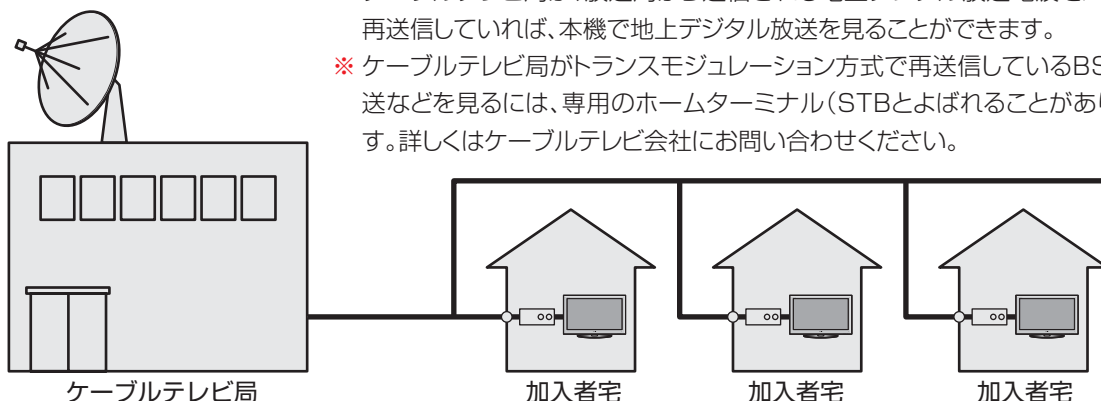 再送信していれば、本機で地上デジタル放送を見ることができます。
※ ケーブルテレビ局がトランスモジュレーション方式で再送信しているBS
送などを見るには、専用のホームターミナル（STBとよばれることがあり
す。詳しくはケーブルテレビ会社にお問い合わせください。
ケーブルテレビ局 加入者宅 加入者宅 加入者宅